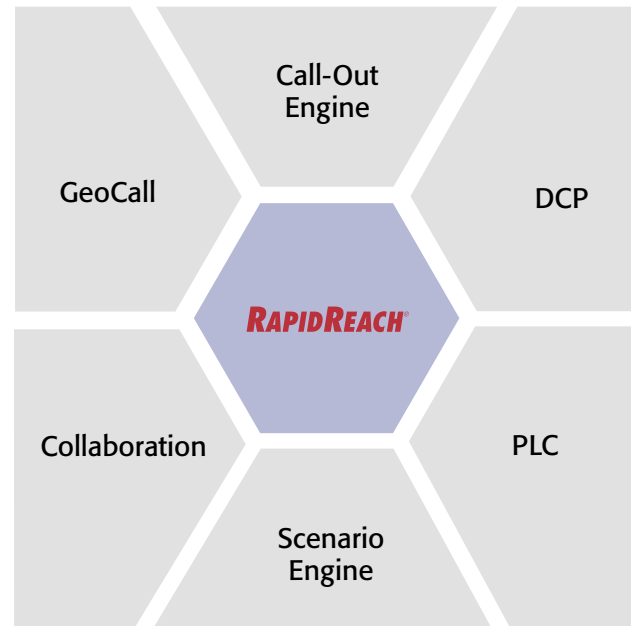 Call-Out
Engine
GeoCall
DCP
RAPIDREACH®
Collaboration
PLC
Scenario
Engine